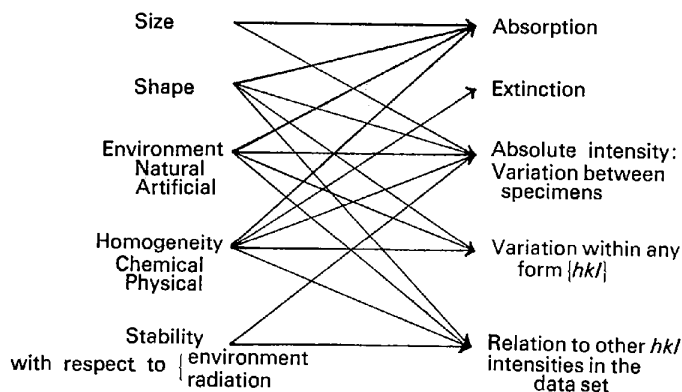 Size
Shape
Environment
Natural
Artificial
Homogeneity
Chemical
Physical
Stability
with respect to { environment
radiation
Absorption
Extinction
Absolute intensity:
Variation between
specimens
Variation within any
form {hkl}
Relation to other hkl
intensities in the
data set